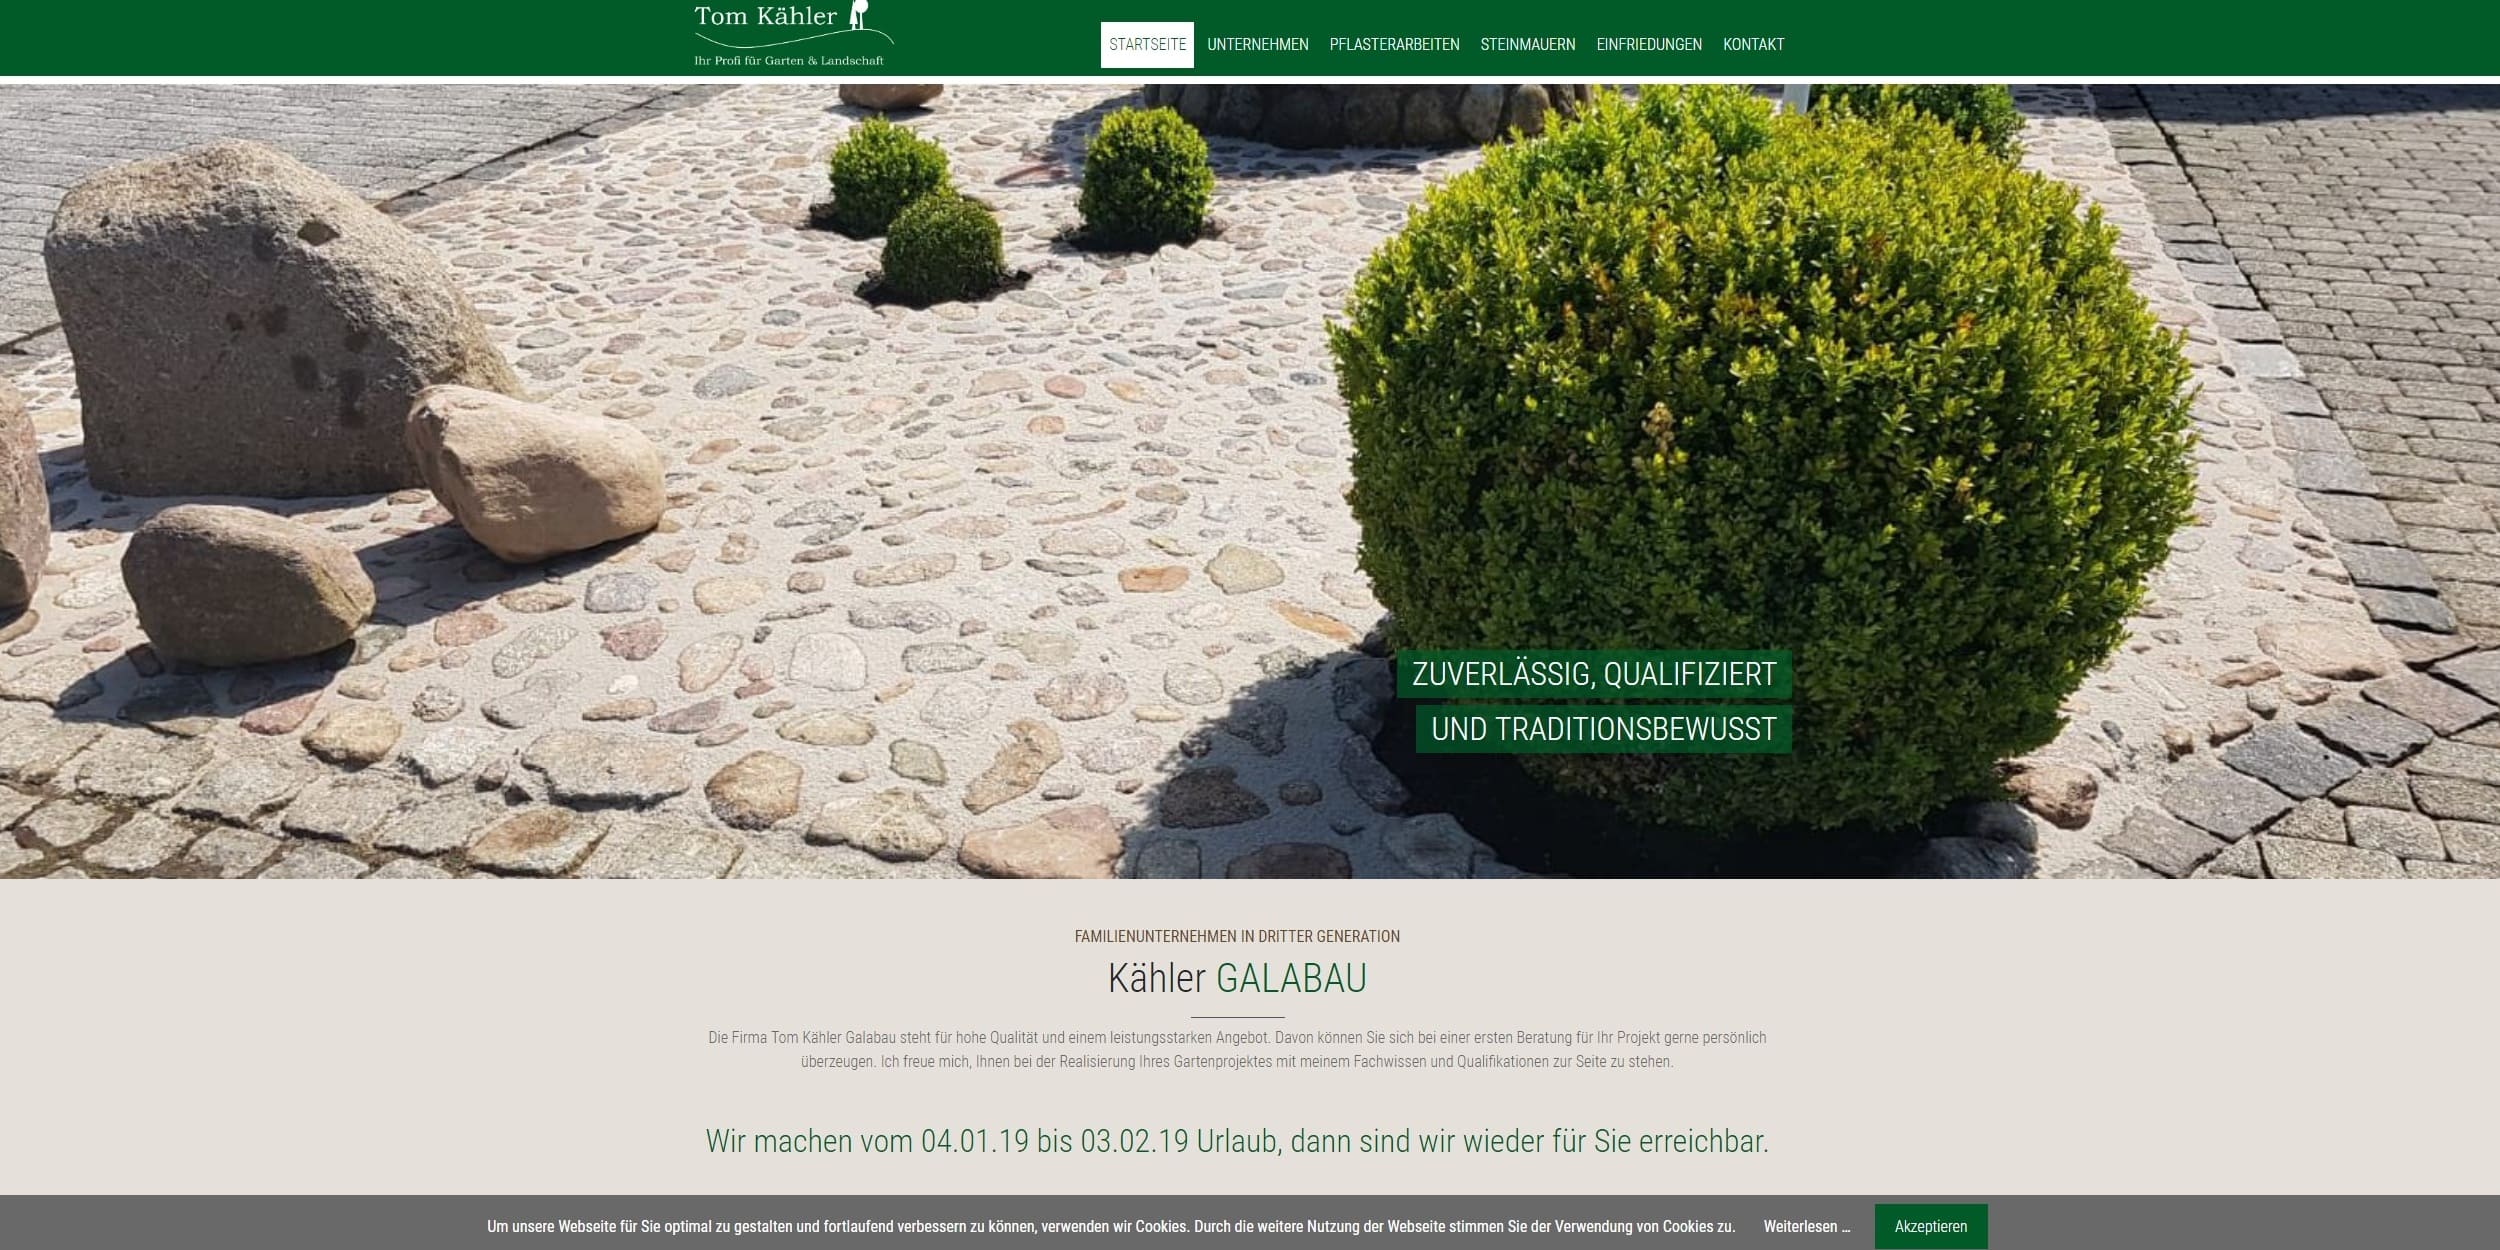 Tom Kähler
Ihr Profi für Garten & Landschaft
STARTSEITE UNTERNEHMEN PFLASTERARBEITEN STEINMAUERN EINFRIEDUNGEN KONTAKT
ZUVERLÄSSIG, QUALIFIZIERT
UND TRADITIONSBEWUSST
FAMILIENUNTERNEHMEN IN DRITTER GENERATION
Kähler GALABAU
Die Firma Tom Kähler Galabau steht für hohe Qualität und einem leistungsstarken Angebot. Davon können Sie sich bei einer ersten Beratung für Ihr Projekt gerne persönlich
überzeugen. Ich freue mich, Ihnen bei der Realisierung Ihres Gartenprojektes mit meinem Fachwissen und Qualifikationen zur Seite zu stehen.
Wir machen vom 04.01.19 bis 03.02.19 Urlaub, dann sind wir wieder für Sie erreichbar.
Um unsere Webseite für Sie optimal zu gestalten und fortlaufend verbessern zu können, verwenden wir Cookies. Durch die weitere Nutzung der Webseite stimmen Sie der Verwendung von Cookies zu. Weiterlesen … Akzeptieren